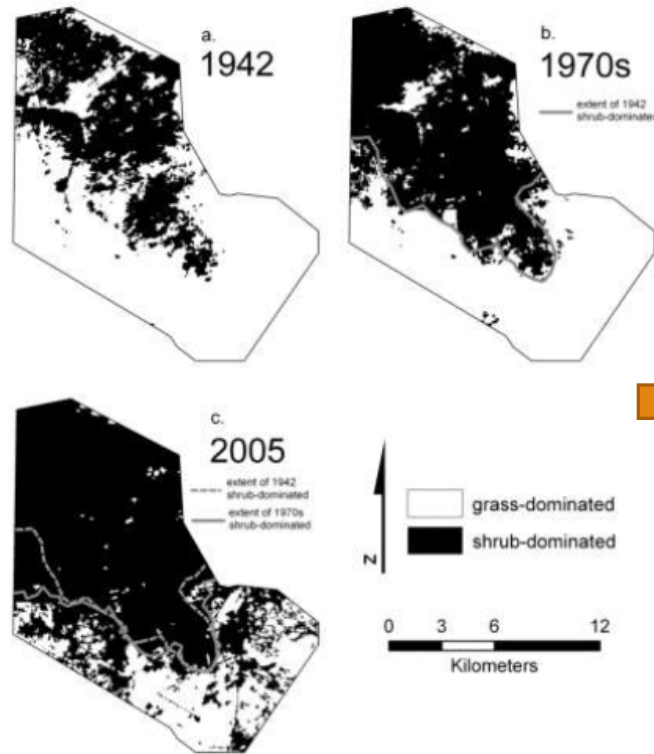 a.
1942
b.
1970s
extent of 1942
shrub-dominated
c.
2005
extent of 1942
shrub-dominated
extent of 1970s
shrub-dominated
N
grass-dominated
shrub-dominated
0 3 6 12
Kilometers